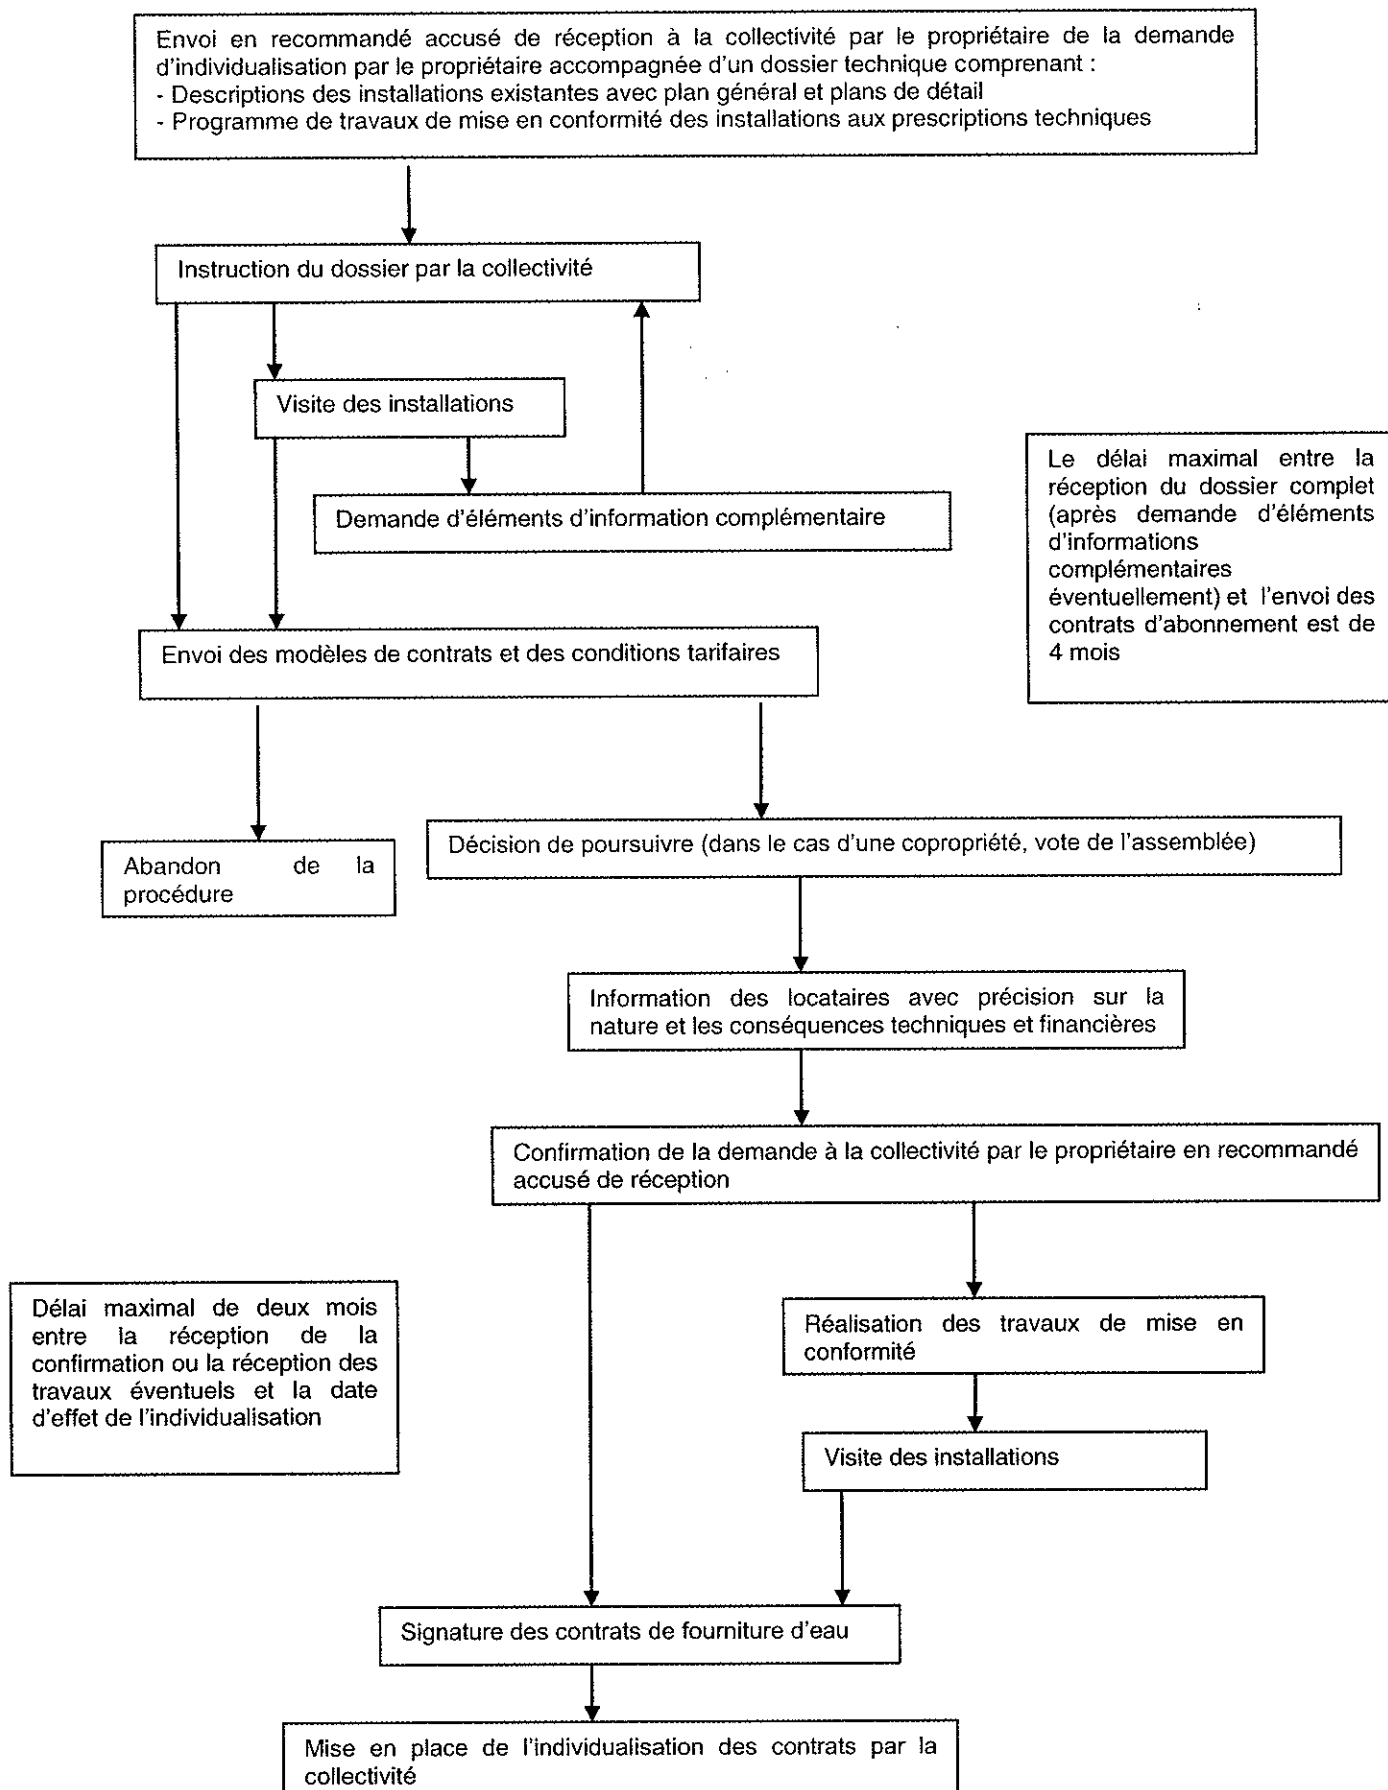 Envoi en recommandé accusé de réception à la collectivité par le propriétaire de la demande
d'individualisation par le propriétaire accompagnée d'un dossier technique comprenant :
- Descriptions des installations existantes avec plan général et plans de détail
- Programme de travaux de mise en conformité des installations aux prescriptions techniques
Instruction du dossier par la collectivité
Visite des installations
Demande d'éléments d'information complémentaire
Le délai maximal entre la
réception du dossier complet
(après demande d'éléments
d'informations
complémentaires
éventuellement) et l'envoi des
contrats d'abonnement est de
4 mois
Envoi des modèles de contrats et des conditions tarifaires
Abandon de la
procédure
Décision de poursuivre (dans le cas d'une copropriété, vote de l'assemblée)
Information des locataires avec précision sur la
nature et les conséquences techniques et financières
Confirmation de la demande à la collectivité par le propriétaire en recommandé
accusé de réception
Délai maximal de deux mois
entre la réception de la
confirmation ou la réception des
travaux éventuels et la date
d'effet de l'individualisation
Réalisation des travaux de mise en
conformité
Visite des installations
Signature des contrats de fourniture d'eau
Mise en place de l'individualisation des contrats par la
collectivité